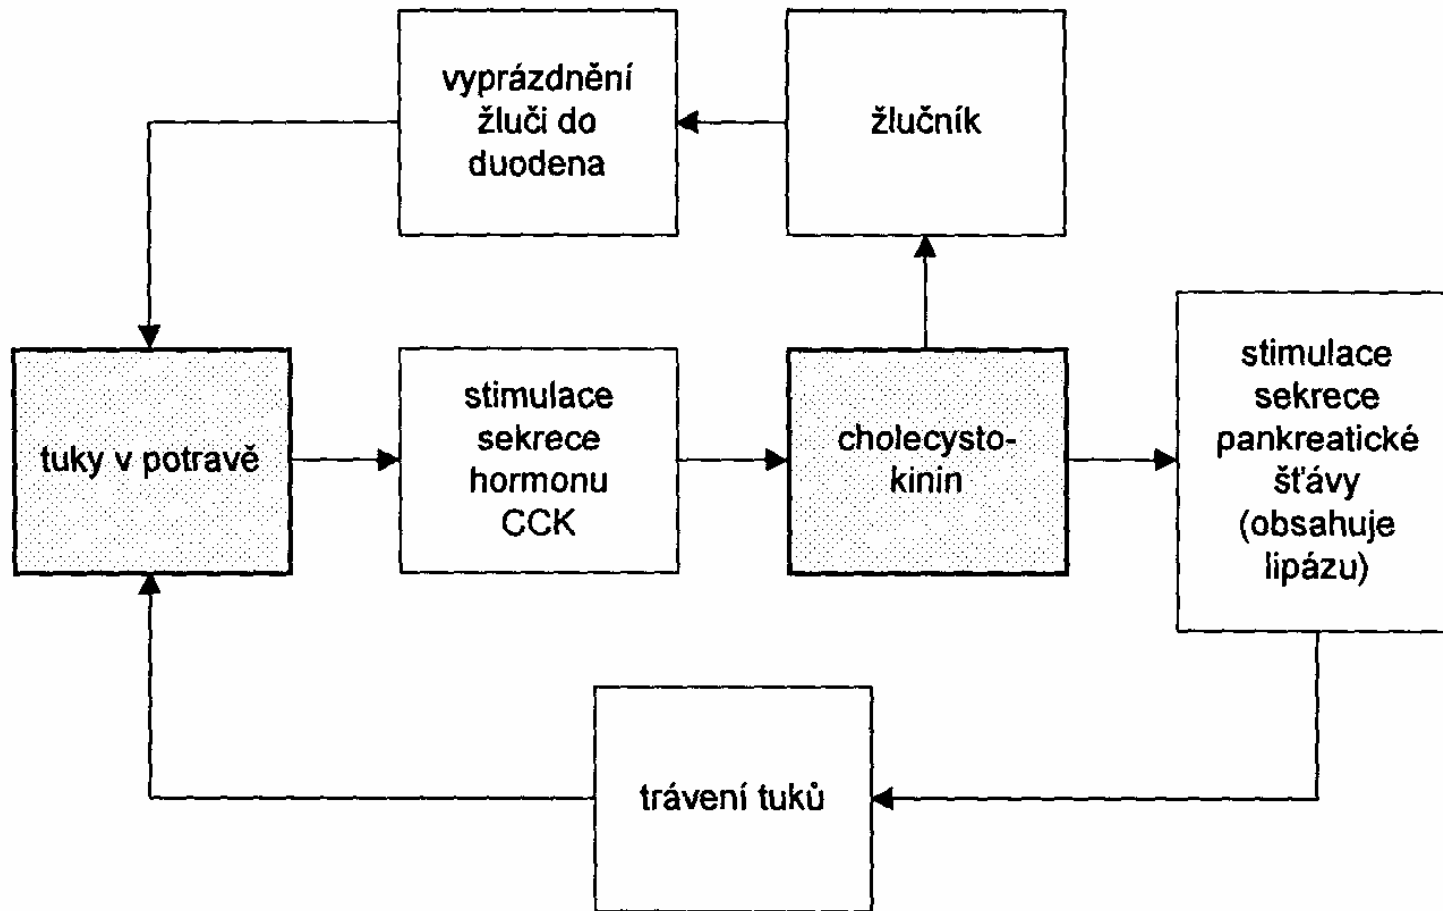 vyprázdnění
žluči do
duodena
žlučník
tuky v potravě
stimulace
sekrece
hormonu
CCK
cholecysto-
kinin
stimulace
sekrece
pankreatické
šťávy
(obsahuje
lipázu)
trávení tuků